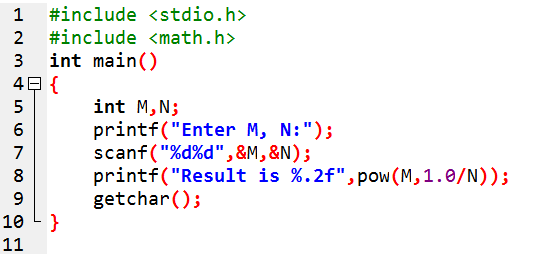 1 #include <stdio.h>
2 #include <math.h>
3 int main()
4 {
5 int M,N;
6 printf("Enter M, N:");
7 scanf("%d%d",&M,&N);
8 printf("Result is %.2f",pow(M,1.0/N));
9 getchar();
10 }
11